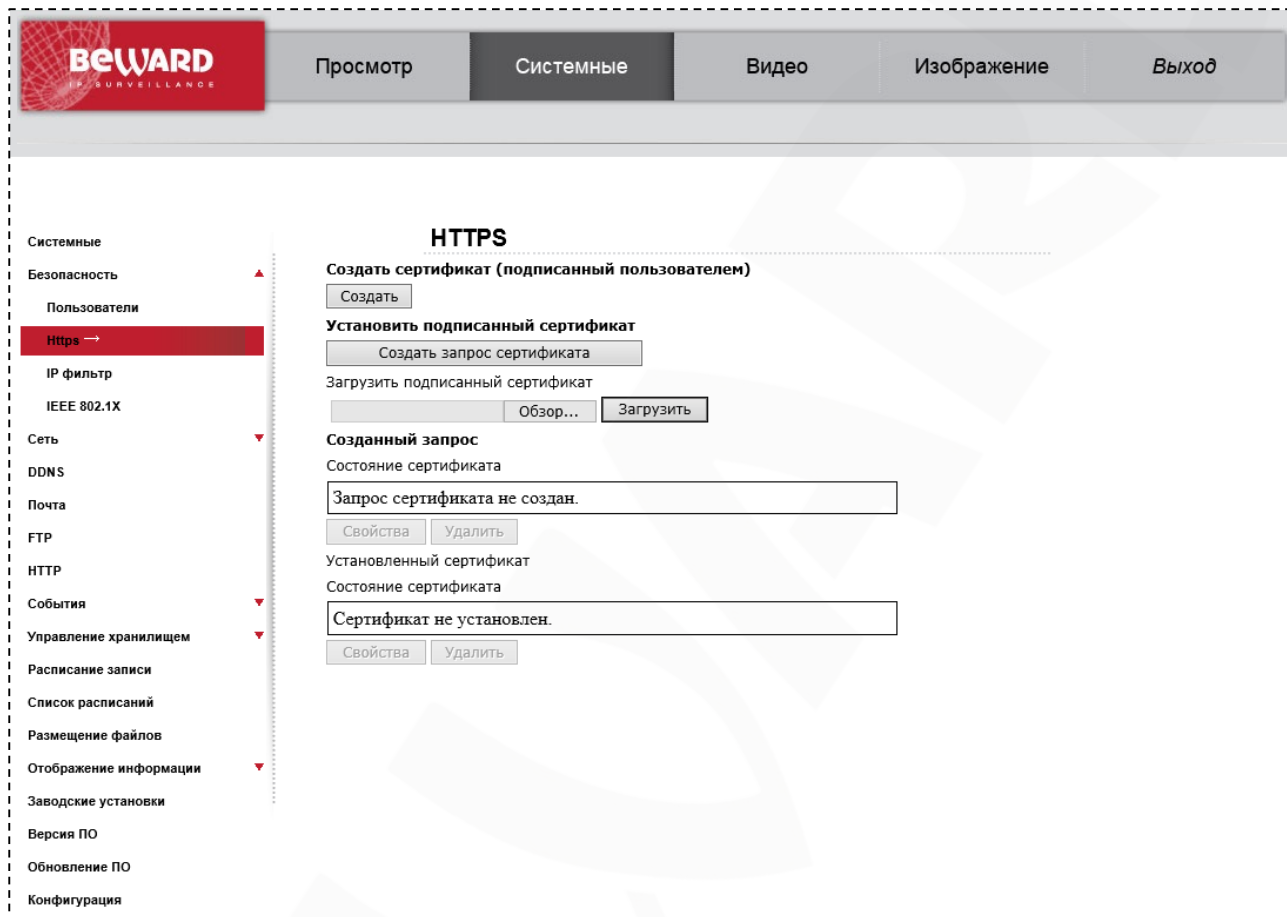 BEWARD
IP SURVEILLANCE
Просмотр
Системные
Видео
Изображение
Выход
Системные
Безопасность
Пользователи
Https →
IP фильтр
IEEE 802.1X
Сеть
DDNS
Почта
FTP
HTTP
События
Управление хранилищем
Расписание записи
Список расписаний
Размещение файлов
Отображение информации
Заводские установки
Версия ПО
Обновление ПО
Конфигурация
HTTPS
Создать сертификат (подписанный пользователем)
Создать
Установить подписанный сертификат
Создать запрос сертификата
Загрузить подписанный сертификат
Обзор... Загрузить
Созданный запрос
Состояние сертификата
Запрос сертификата не создан.
Свойства Удалить
Установленный сертификат
Состояние сертификата
Сертификат не установлен.
Свойства Удалить